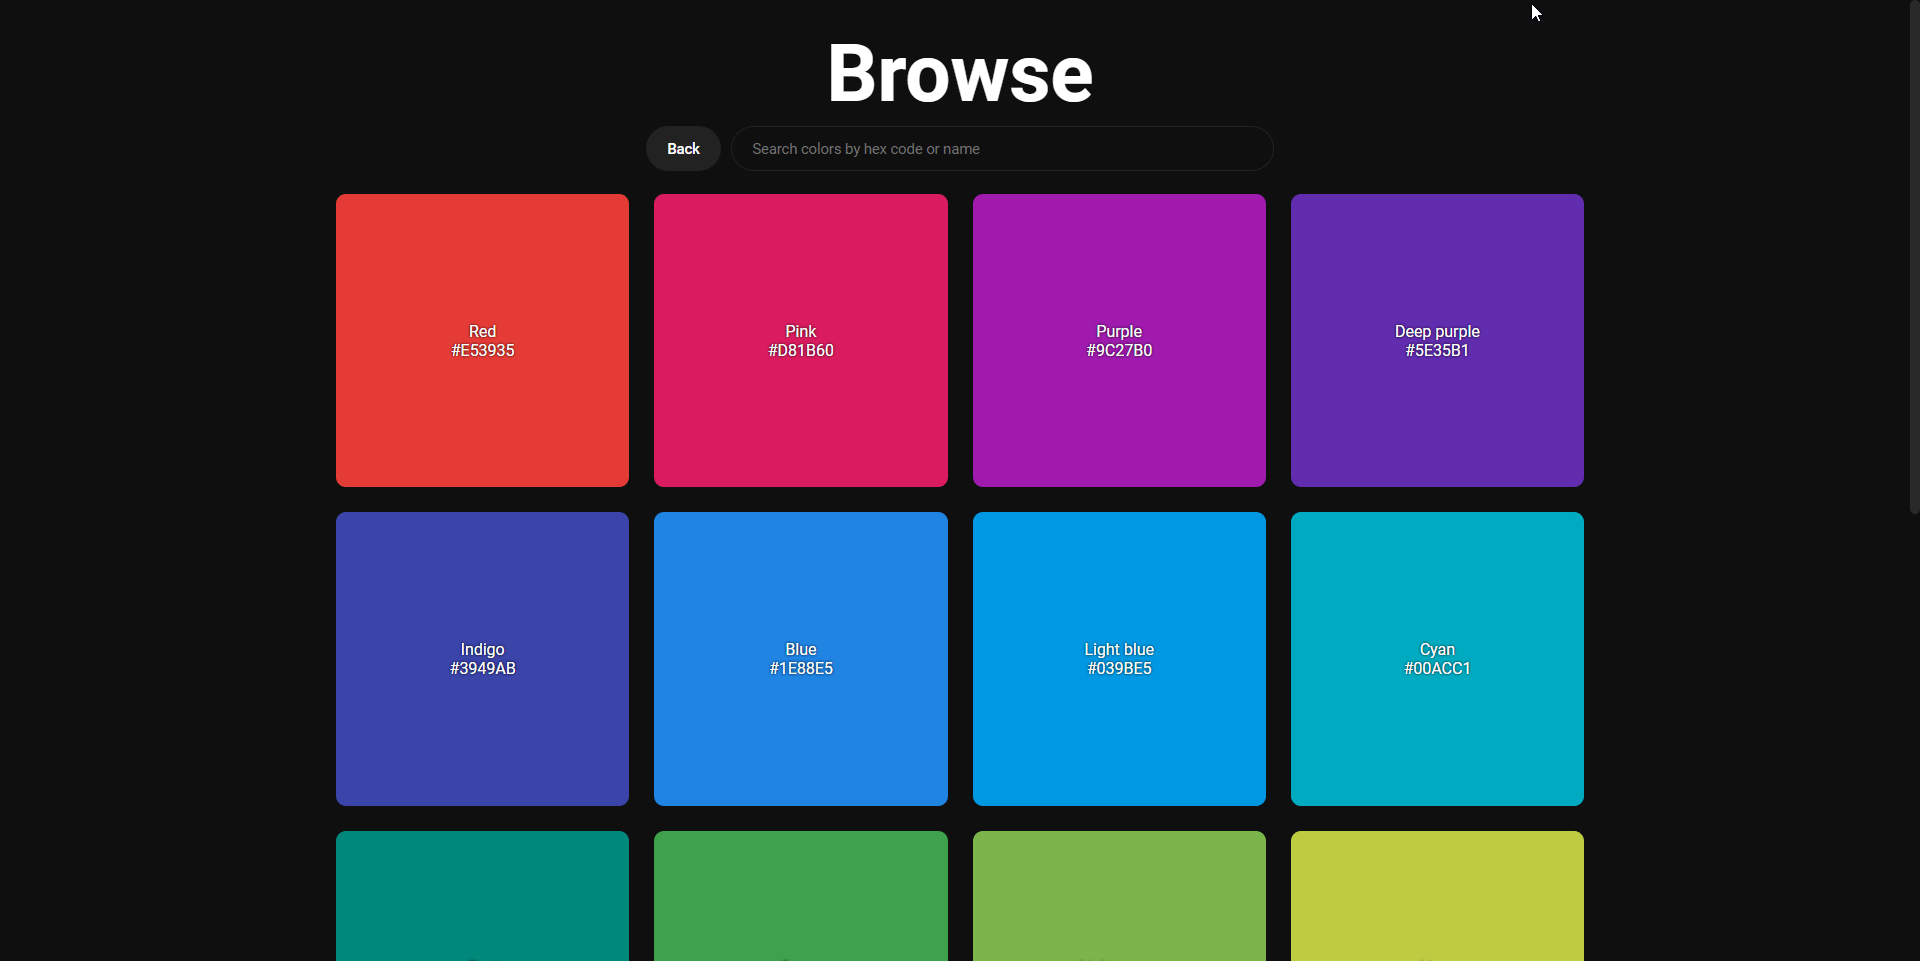 Browse
Back
Search colors by hex code or name
Red
#E53935
Pink
#D81B60
Purple
#9C27B0
Deep purple
#5E35B1
Indigo
#3949AB
Blue
#1E88E5
Light blue
#039BE5
Cyan
#00ACC1